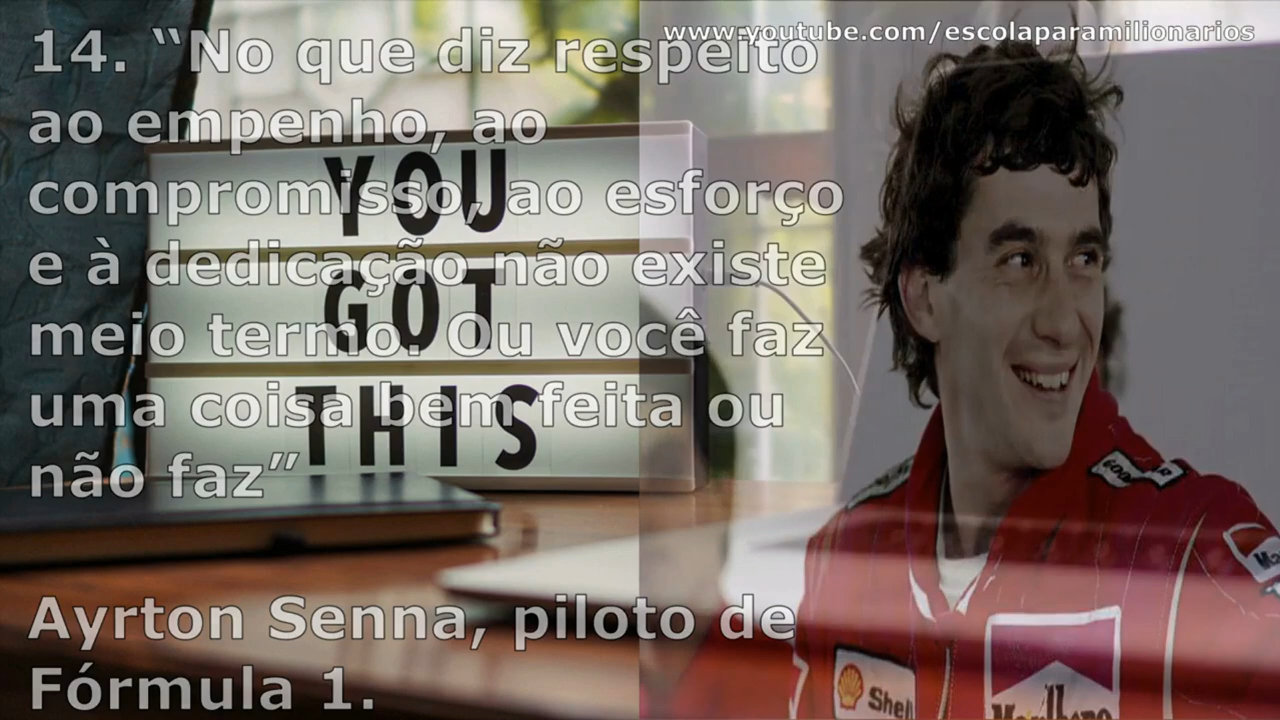 www.youtube.com/escolaparamilionarios
14. “No que diz respeito
ao empenho, ao
compromisso, ao esforço
e à dedicação não existe
meio termo. Ou você faz
uma coisa bem feita ou
não faz”
Ayrton Senna, piloto de
Fórmula 1.
YOU
GOT
THIS
Shell
Marlboro